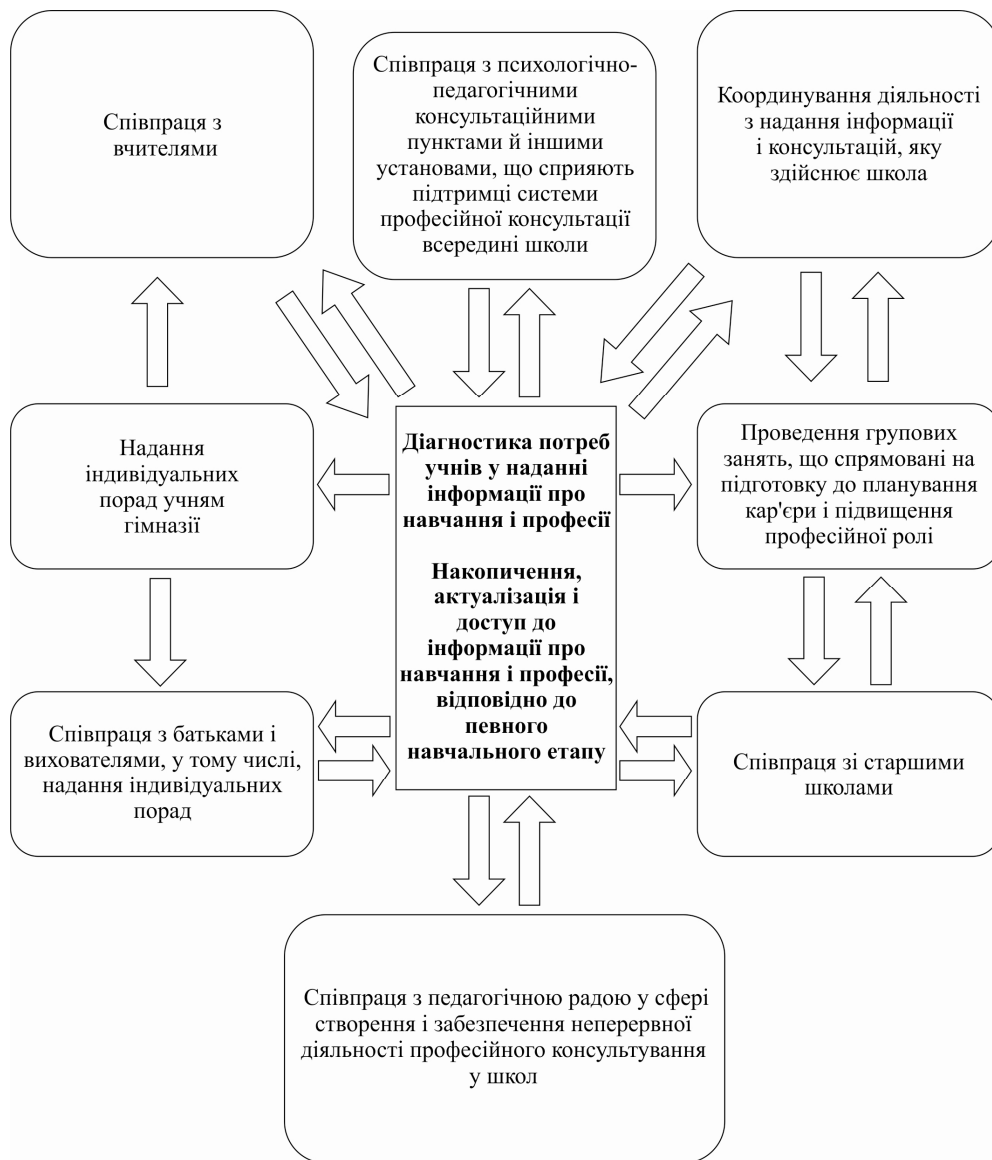 Співпраця з
вчителями
Співпраця з психологічно-
педагогічними
консультаційними
пунктами й іншими
установами, що сприяють
підтримці системи
професійної консультації
всередині школи
Координування діяльності
з надання інформації
і консультацій, яку
здійснює школа
Надання
індивідуальних
порад учням
гімназії
Діагностика потреб
учнів у наданні
інформації про
навчання і професії
Накопичення,
актуалізація і
доступ до
інформації про
навчання і професії,
відповідно до
певного
навчального етапу
Проведення групових
занять, що спрямовані на
підготовку до планування
кар'єри і підвищення
професійної ролі
Співпраця з батьками і
вихователями, у тому числі,
надання індивідуальних
порад
Співпраця зі старшими
школами
Співпраця з педагогічною радою у сфері
створення і забезпечення неперервної
діяльності професійного консультування
у школ